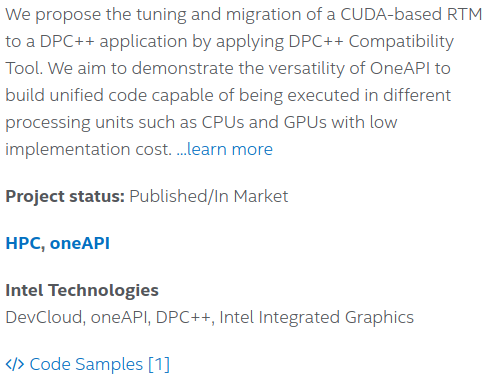 We propose the tuning and migration of a CUDA-based RTM
to a DPC++ application by applying DPC++ Compatibility
Tool. We aim to demonstrate the versatility of OneAPI to
build unified code capable of being executed in different
processing units such as CPUs and GPUs with low
implementation cost. ...learn more
Project status: Published/In Market
HPC, oneAPI
Intel Technologies
DevCloud, oneAPI, DPC++, Intel Integrated Graphics
</> Code Samples [1]